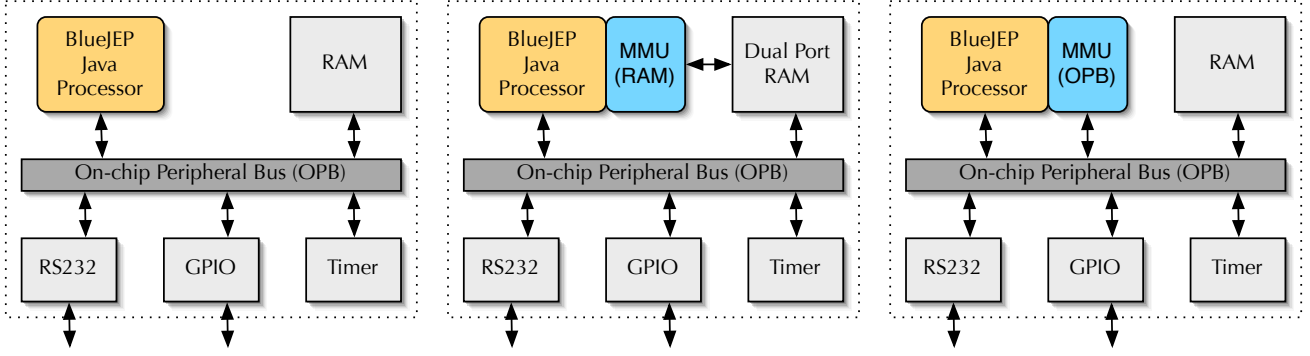 BlueJEP
Java
Processor
RAM
On-chip Peripheral Bus (OPB)
RS232
GPIO
Timer
BlueJEP
Java
Processor
MMU
(RAM)
Dual Port
RAM
On-chip Peripheral Bus (OPB)
RS232
GPIO
Timer
BlueJEP
Java
Processor
MMU
(OPB)
RAM
On-chip Peripheral Bus (OPB)
RS232
GPIO
Timer